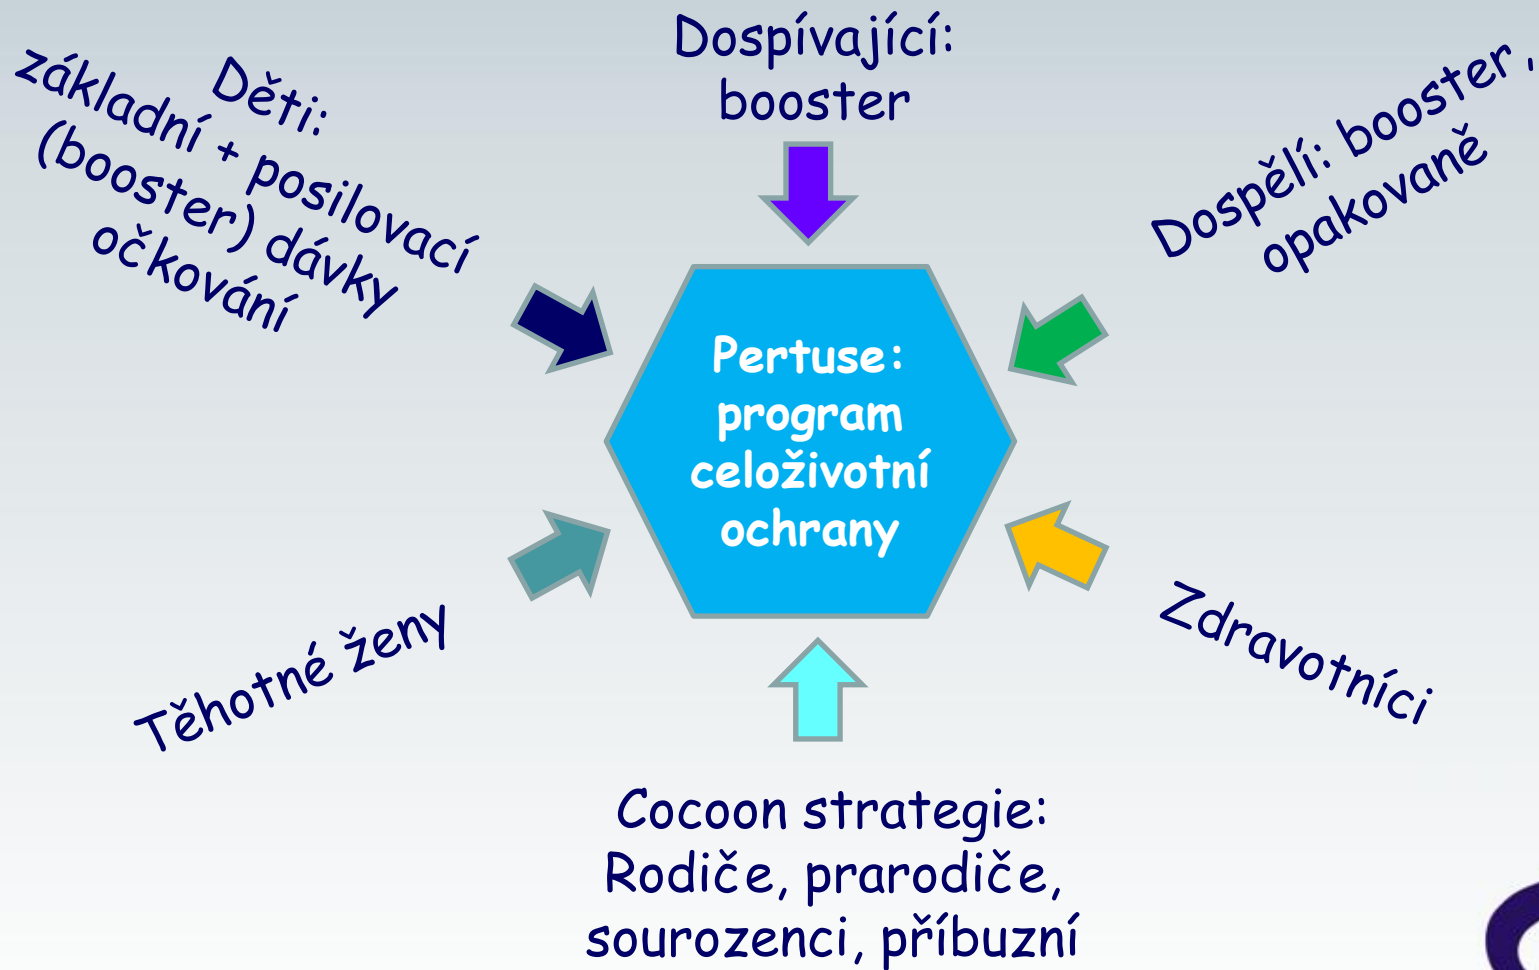 Dospívající:
booster
Děti:
základní + posilovací
(booster) dávky
očkování
Dospělí: booster,
opakovaně
Pertuse:
program
celoživotní
ochrany
Těhotné ženy
Zdravotníci
Cocoon strategie:
Rodiče, prarodiče,
sourozenci, příbuzní